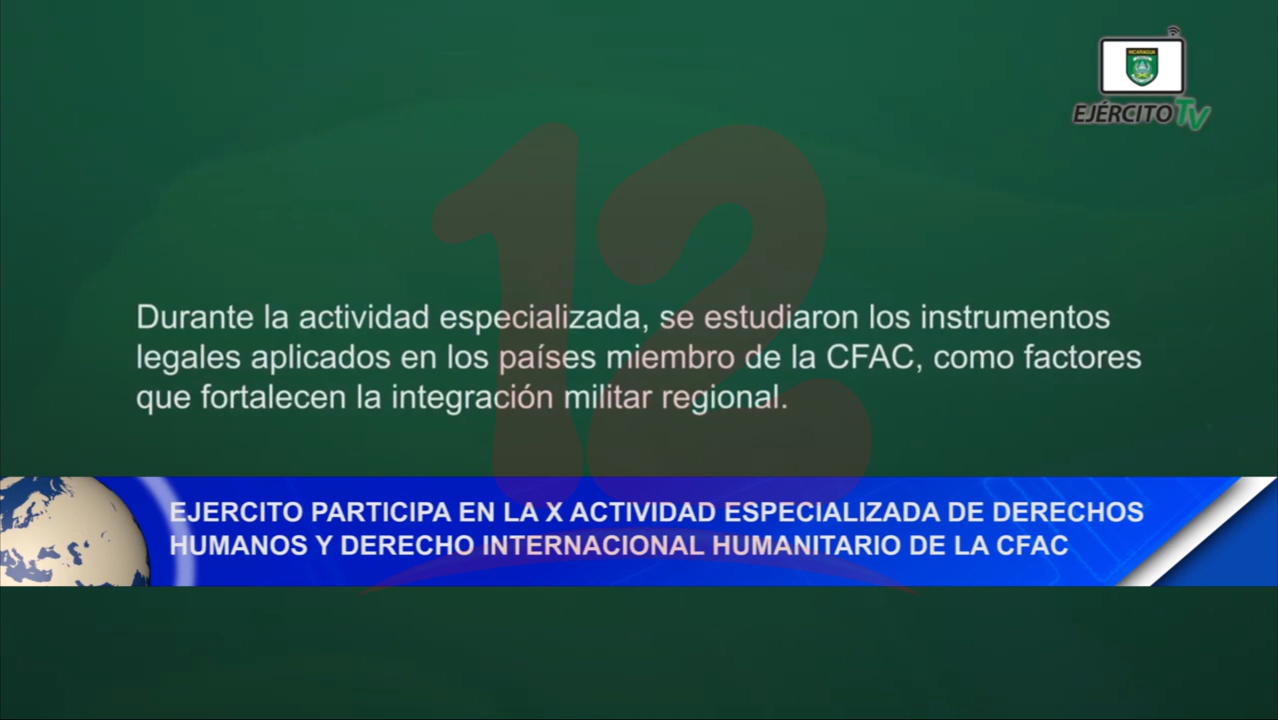 NICARAGUA
EJÉRCITO Tv
12
Durante la actividad especializada, se estudiaron los instrumentos
legales aplicados en los países miembro de la CFAC, como factores
que fortalecen la integración militar regional.
EJERCITO PARTICIPA EN LA X ACTIVIDAD ESPECIALIZADA DE DERECHOS
HUMANOS Y DERECHO INTERNACIONAL HUMANITARIO DE LA CFAC